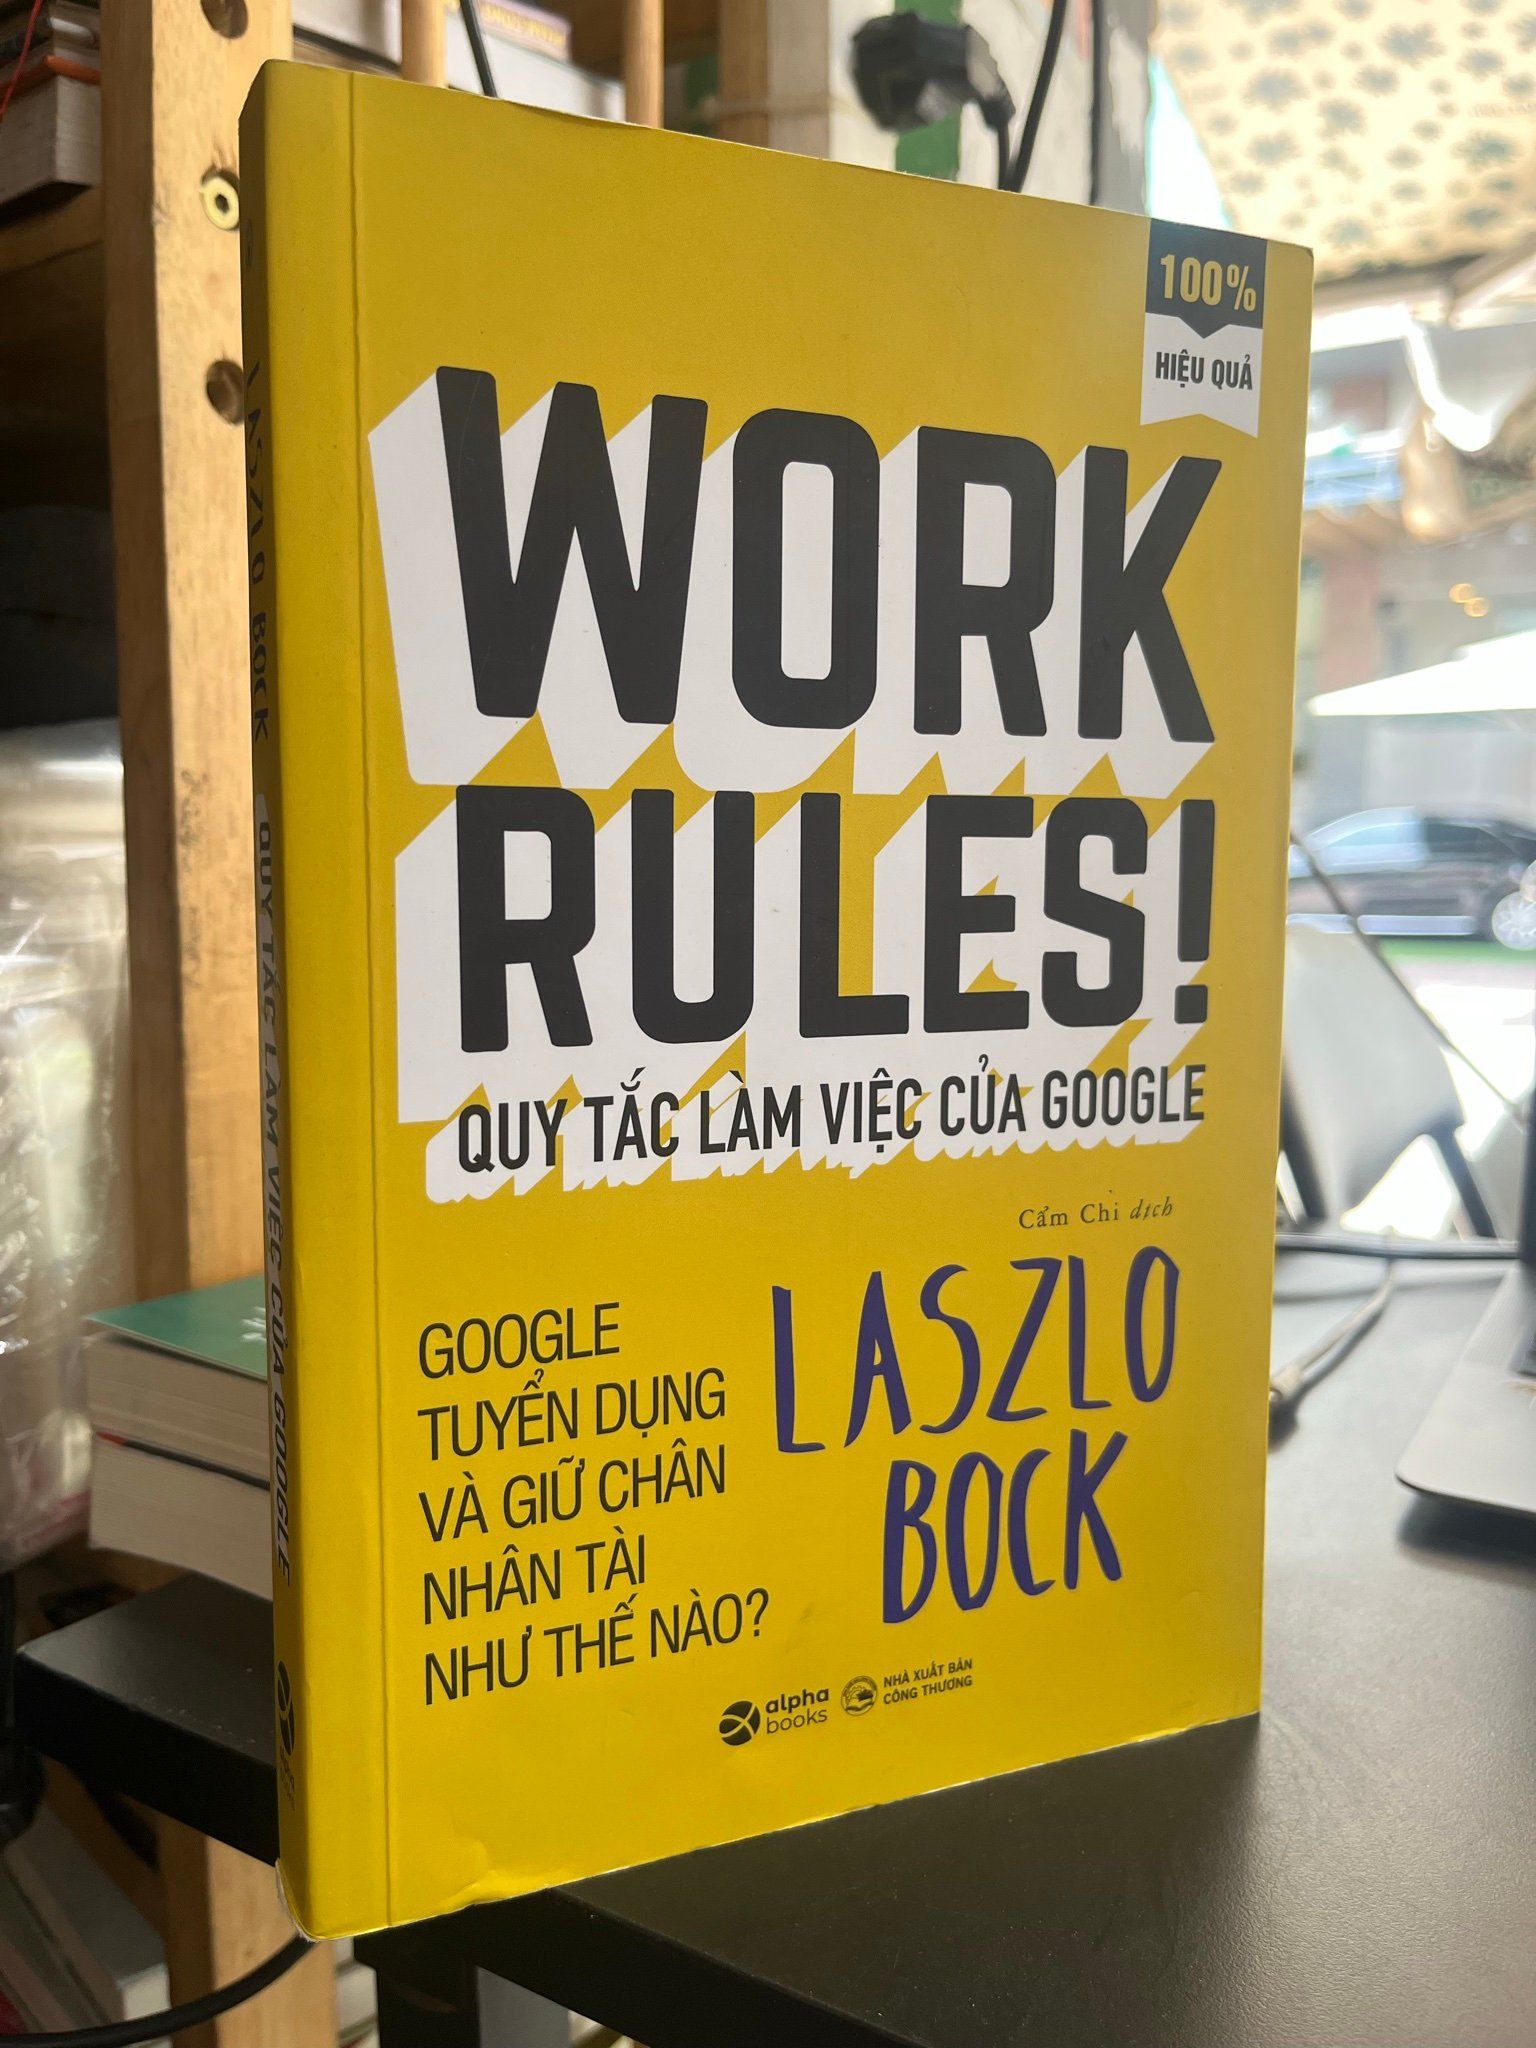 100%
HIỆU QUẢ
WORK
RULES!
QUY TẮC LÀM VIỆC CỦA GOOGLE
Cẩm Chi dịch
LASZLO
BOCK
GOOGLE
TUYỂN DỤNG
VÀ GIỮ CHÂN
NHÂN TÀI
NHƯ THẾ NÀO?
alpha
books
NHÀ XUẤT BẢN
CÔNG THƯƠNG
LASZLO BOCK QUY TẮC LÀM VIỆC CỦA GOOGLE